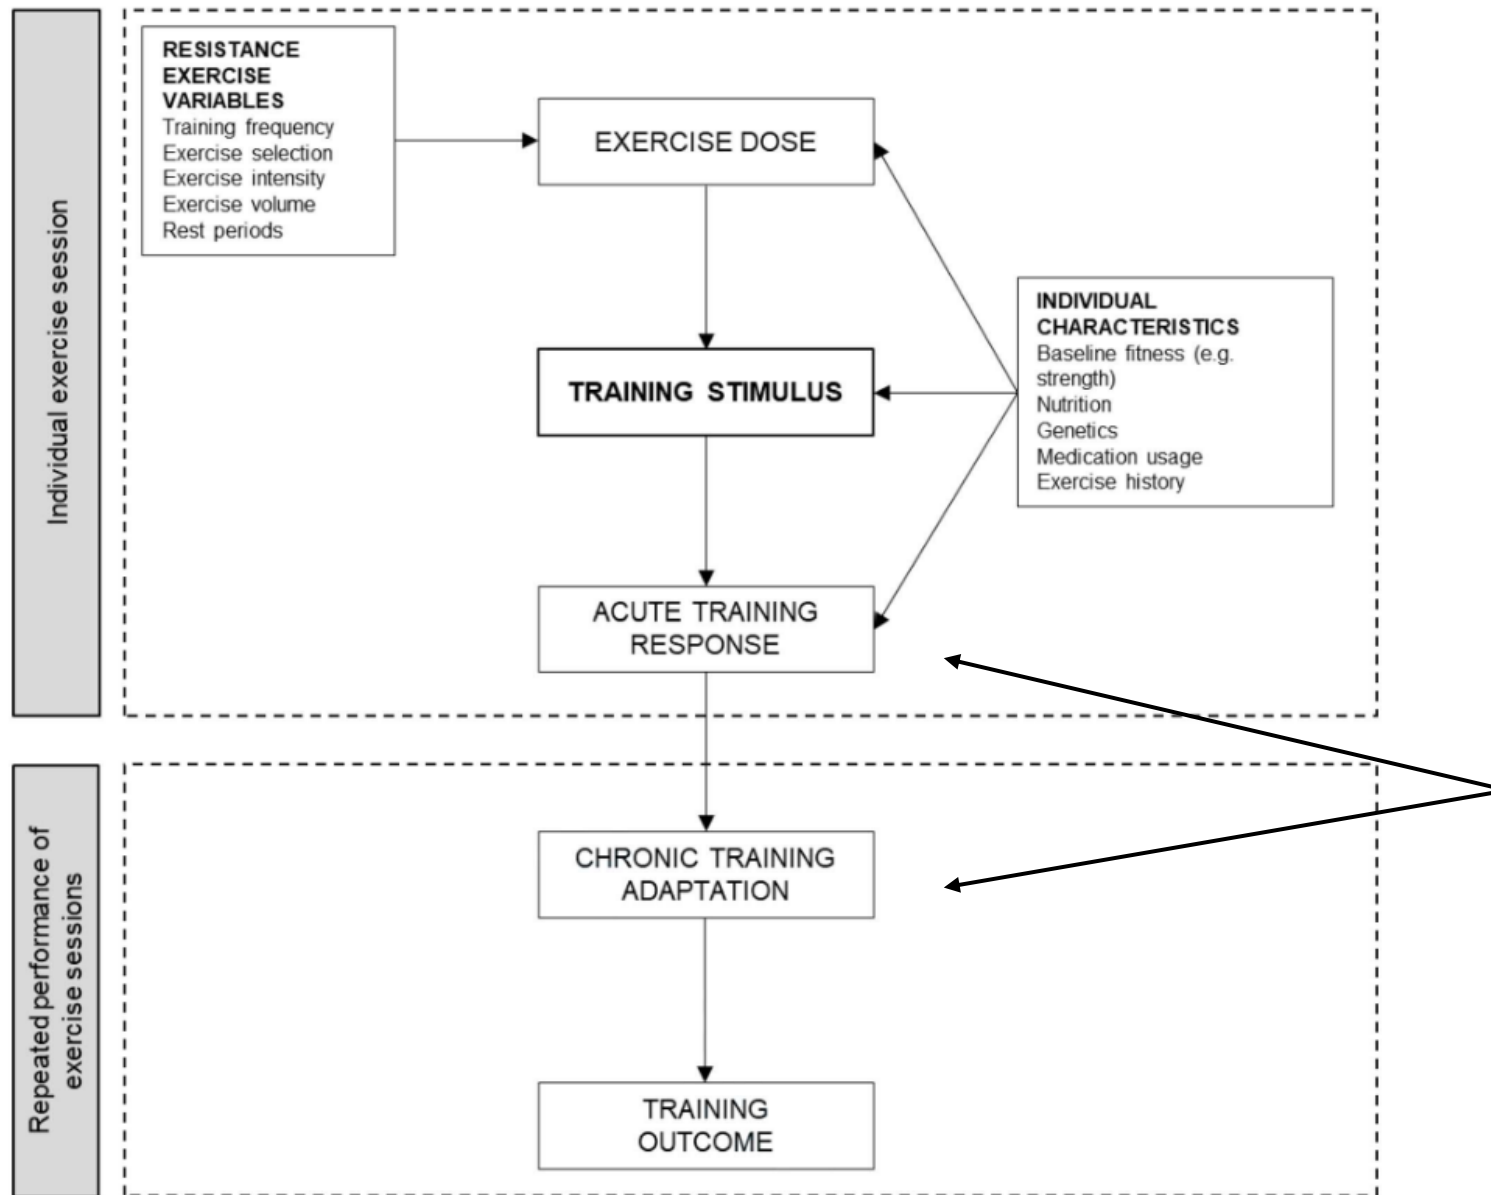 Individual exercise session
RESISTANCE
EXERCISE
VARIABLES
Training frequency
Exercise selection
Exercise intensity
Exercise volume
Rest periods
EXERCISE DOSE
TRAINING STIMULUS
INDIVIDUAL
CHARACTERISTICS
Baseline fitness (e.g.
strength)
Nutrition
Genetics
Medication usage
Exercise history
ACUTE TRAINING
RESPONSE
Repeated performance of
exercise sessions
CHRONIC TRAINING
ADAPTATION
TRAINING
OUTCOME